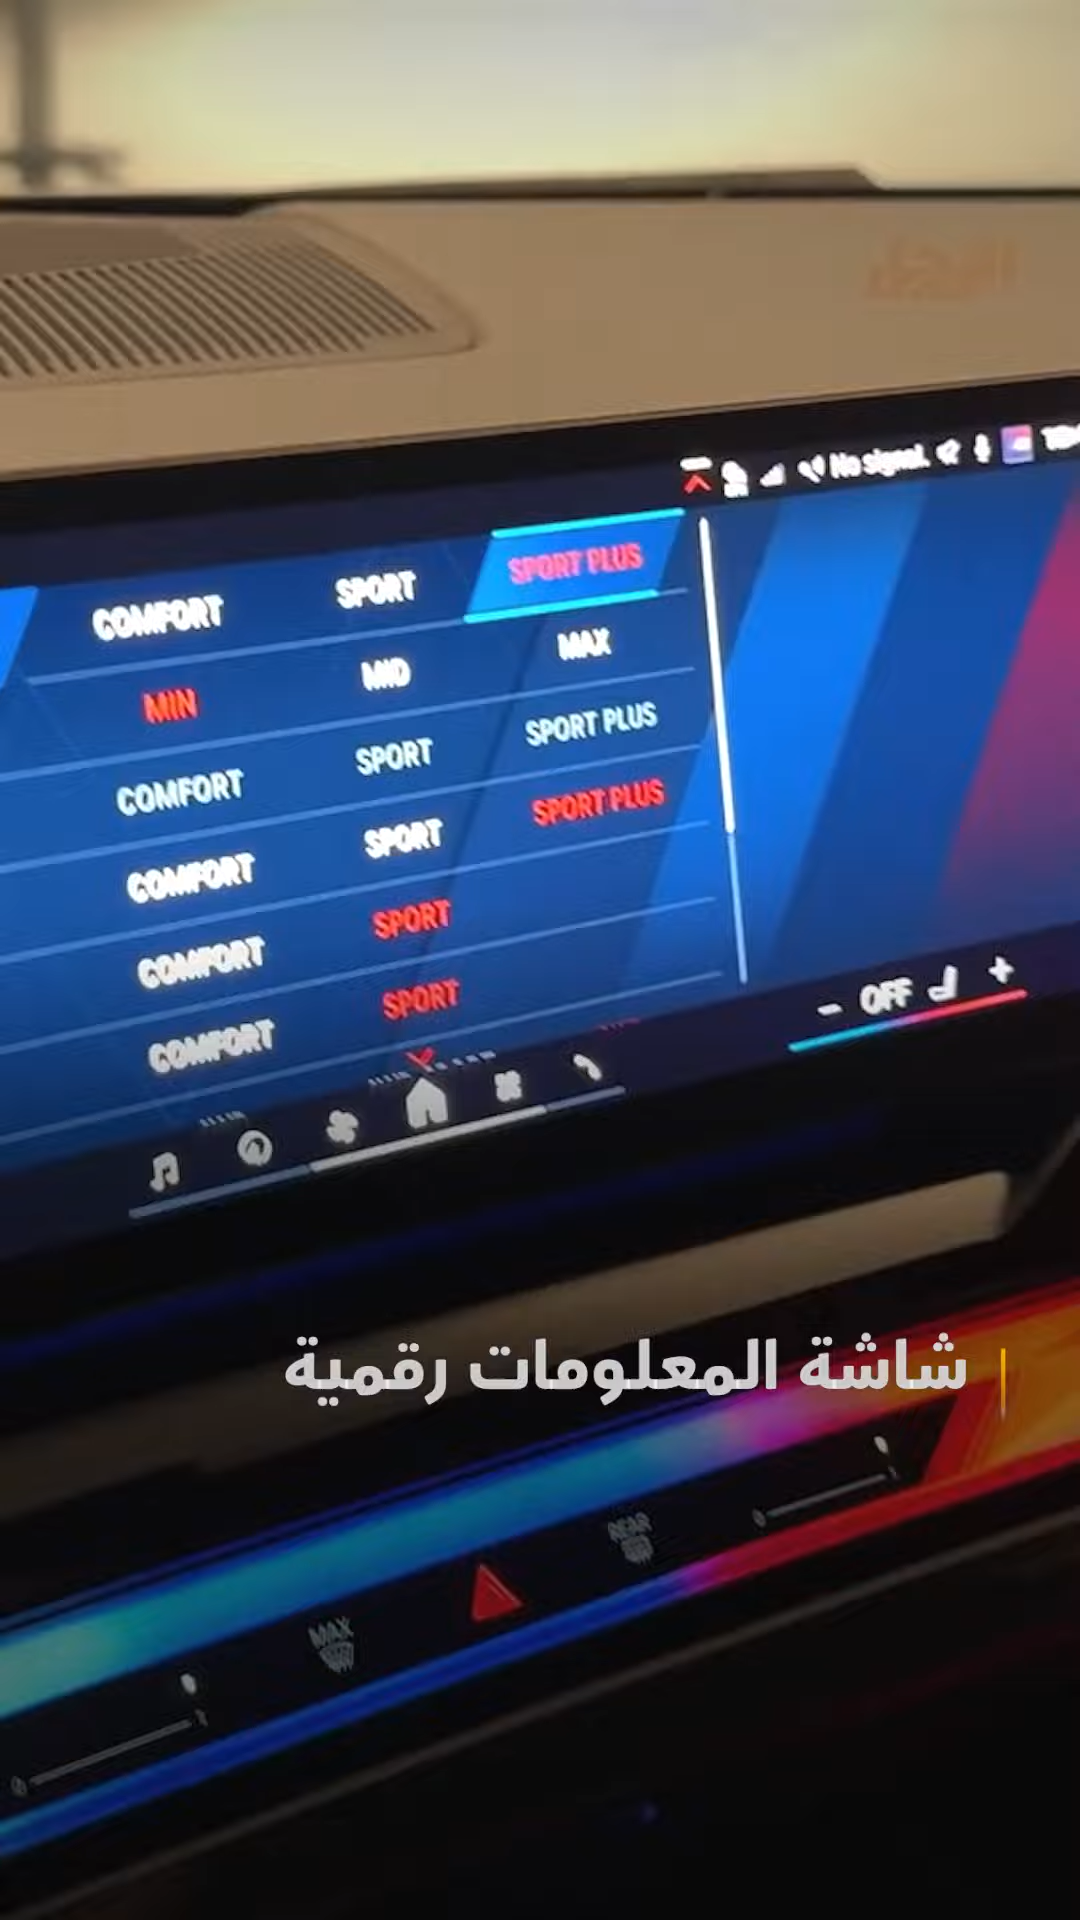 No signal.
COMFORT SPORT SPORT PLUS
MIN MID MAX
COMFORT SPORT SPORT PLUS
COMFORT SPORT SPORT PLUS
COMFORT SPORT
COMFORT SPORT
OFF
شاشة المعلومات رقمية
REAR
MAX